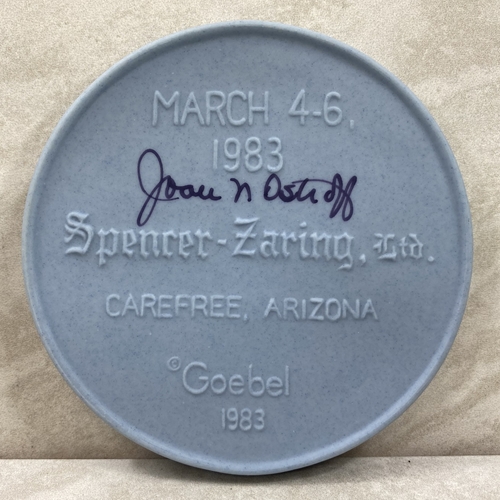 MARCH 4-6,
1983
Joan N Ostroff
Spencer-Zaring, Ltd.
CAREFREE, ARIZONA
©Goebel
1983